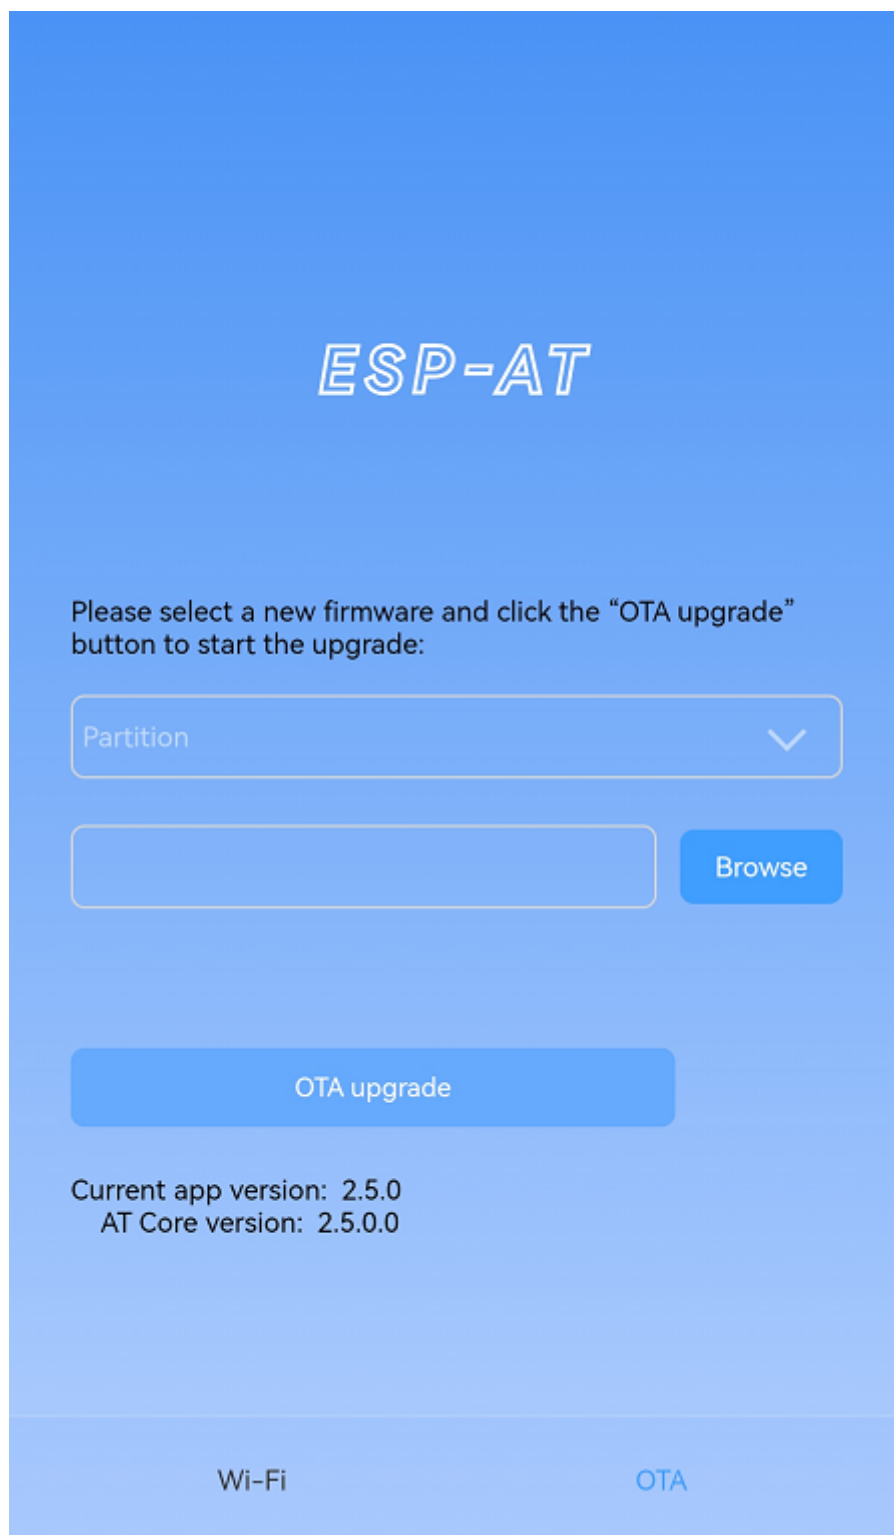 ESP-AT
Please select a new firmware and click the “OTA upgrade”
button to start the upgrade:
Partition
Browse
OTA upgrade
Current app version: 2.5.0
AT Core version: 2.5.0.0
Wi-Fi
OTA